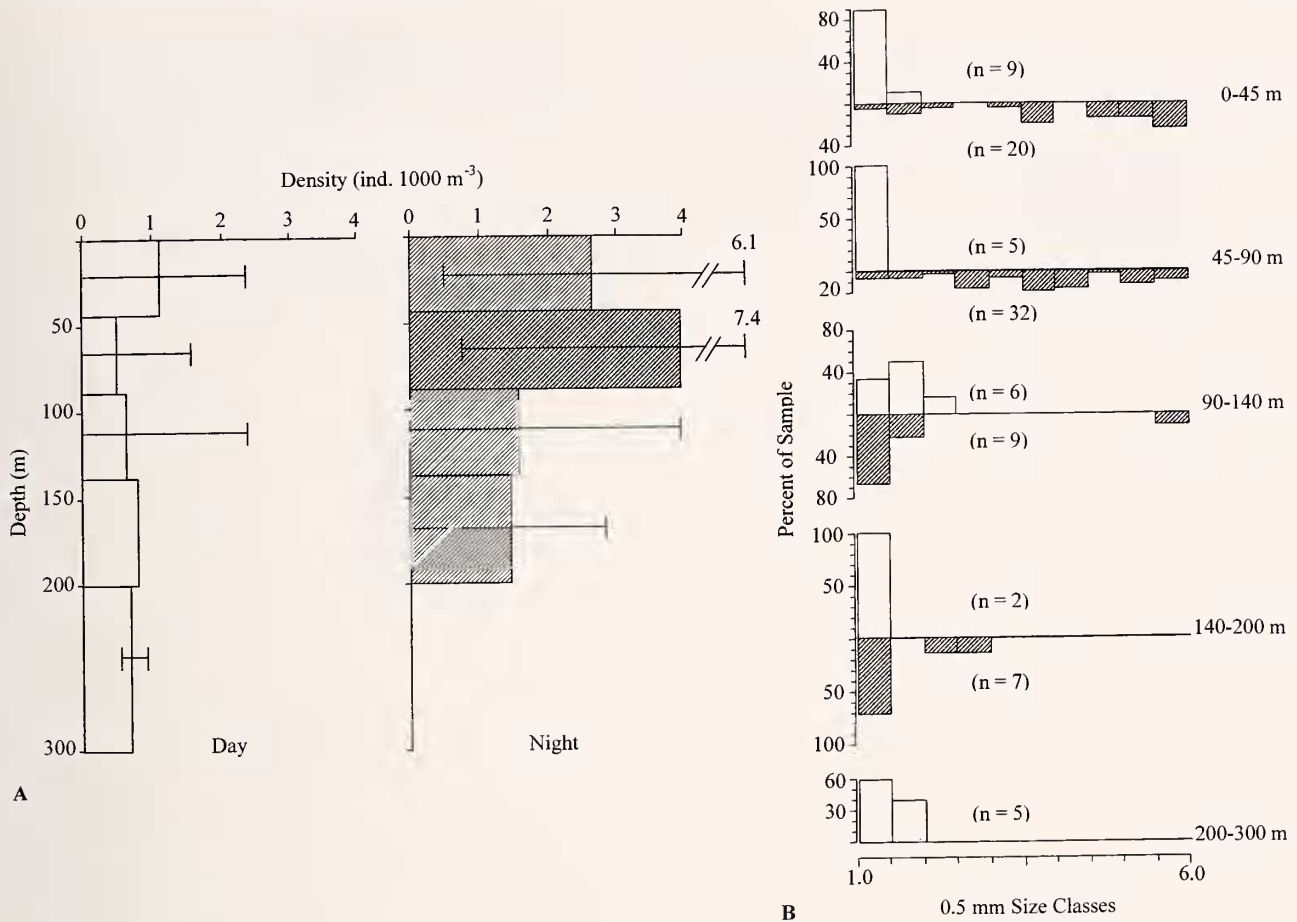 Density (ind. 1000 m-3)
0 1 2 3 4
0 1 2 3 4
6.1
7.4
50
100
150
200
300
Depth (m)
Day
Night
A
80
40
40
(n = 9)
(n = 20)
0-45 m
100
50
20
(n = 5)
(n = 32)
45-90 m
80
40
40
80
(n = 6)
(n = 9)
90-140 m
Percent of Sample
100
50
50
100
(n = 2)
(n = 7)
140-200 m
60
30
(n = 5)
200-300 m
1.0
6.0
0.5 mm Size Classes
B